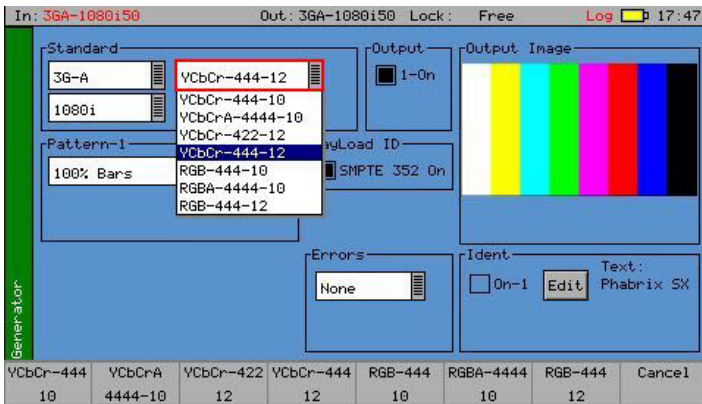 In: 3GA-1080i50 Out: 3GA-1080i50 Lock: Free Log 17:47
Standard
3G-A
YCbCr-444-12
1080i
YCbCr-444-10
YCbCrA-4444-10
YCbCr-422-12
YCbCr-444-12
RGB-444-10
RGBA-4444-10
RGB-444-12
Output
1-On
Output Image
Pattern-1
100% Bars
ayLoad ID
SMPTE 352 On
Errors
None
Ident
On-1
Edit
Text:
Phabrix SX
Generator
YCbCr-444 YCbCrA YCbCr-422 YCbCr-444 RGB-444 RGBA-4444 RGB-444 Cancel
10 4444-10 12 12 10 10 12